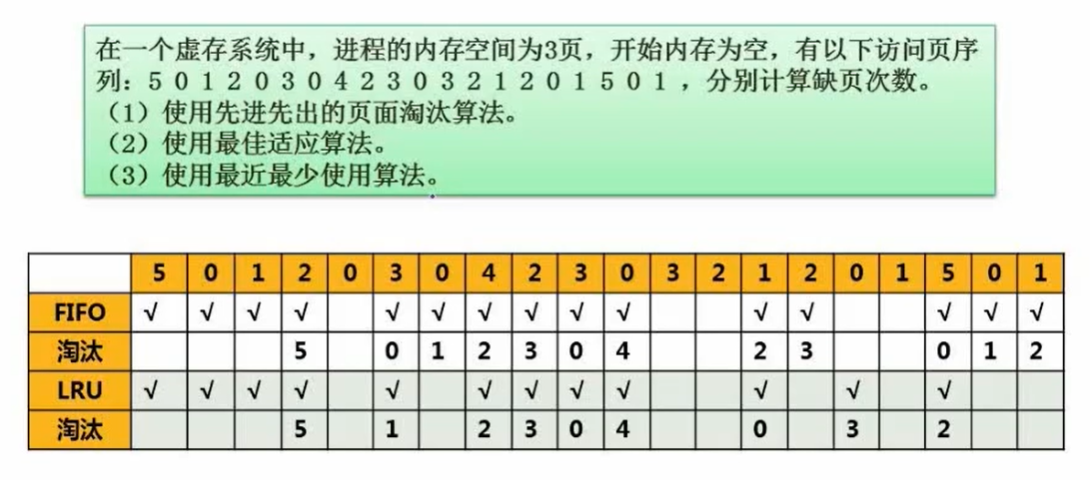 在一个虚存系统中，进程的内存空间为3页，开始内存为空，有以下访问页序
列：5 0 1 2 0 3 0 4 2 3 0 3 2 1 2 0 1 5 0 1 ，分别计算缺页次数。
（1）使用先进先出的页面淘汰算法。
（2）使用最佳适应算法。
（3）使用最近最少使用算法。
5 0 1 2 0 3 0 4 2 3 0 3 2 1 2 0 1 5 0 1
FIFO √ √ √ √ √ √ √ √ √ √ √ √ √ √ √
淘汰 5 0 1 2 3 0 4 2 3 0 1 2
LRU √ √ √ √ √ √ √ √ √ √ √ √
淘汰 5 1 2 3 0 4 0 3 2